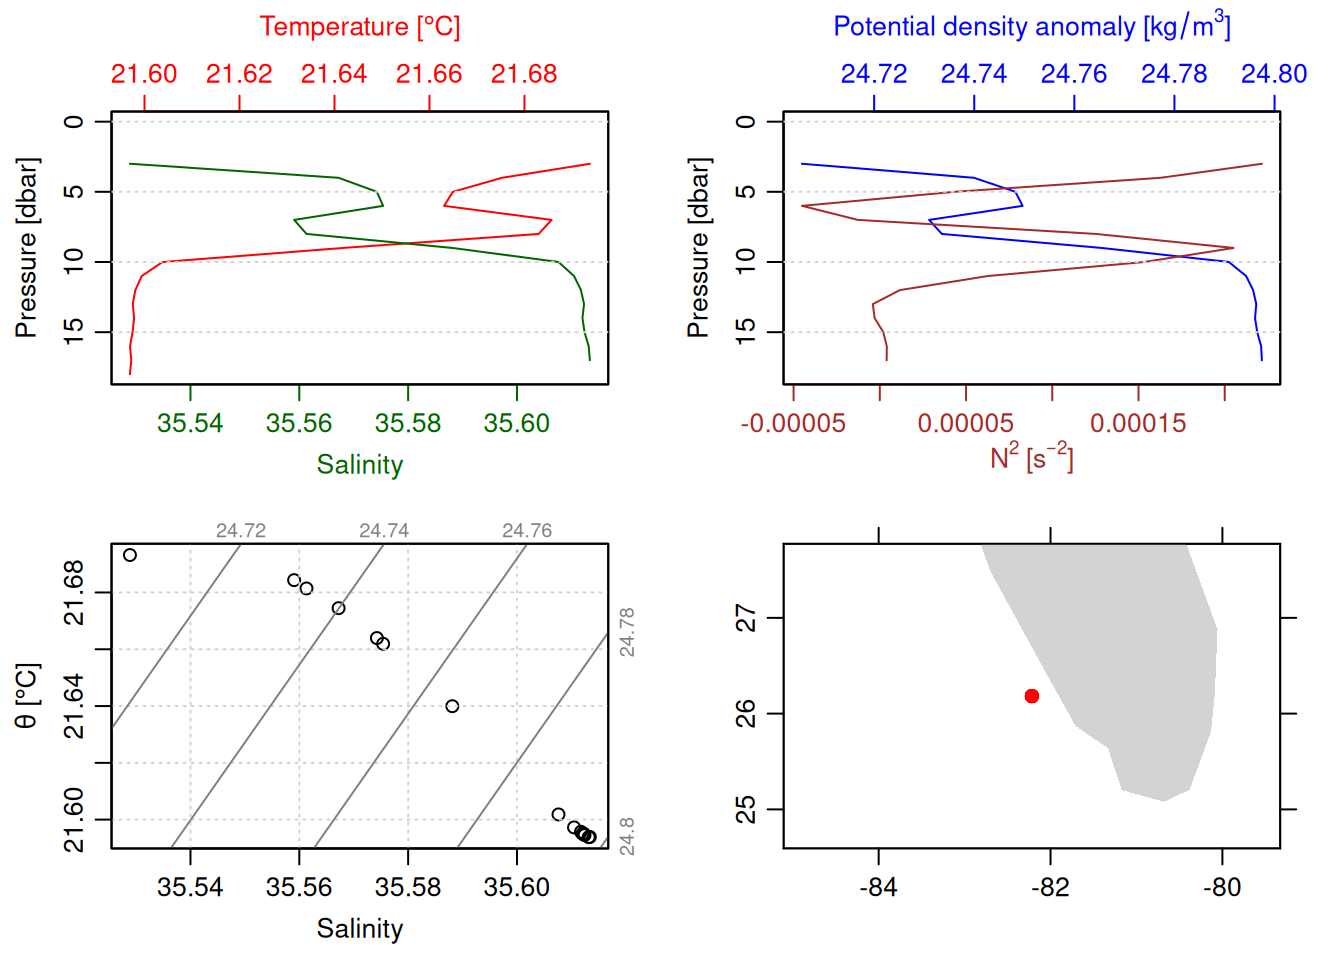 Temperature [°C]
21.60 21.62 21.64 21.66 21.68
Pressure [dbar]
0
5
10
15
35.54 35.56 35.58 35.60
Salinity
Potential density anomaly [kg/m³]
24.72 24.74 24.76 24.78 24.80
Pressure [dbar]
0
5
10
15
-0.00005 0.00005 0.00015
N² [s⁻²]
24.72 24.74 24.76
24.78
24.8
θ [°C]
21.68
21.64
21.60
35.54 35.56 35.58 35.60
Salinity
27
26
25
-84 -82 -80